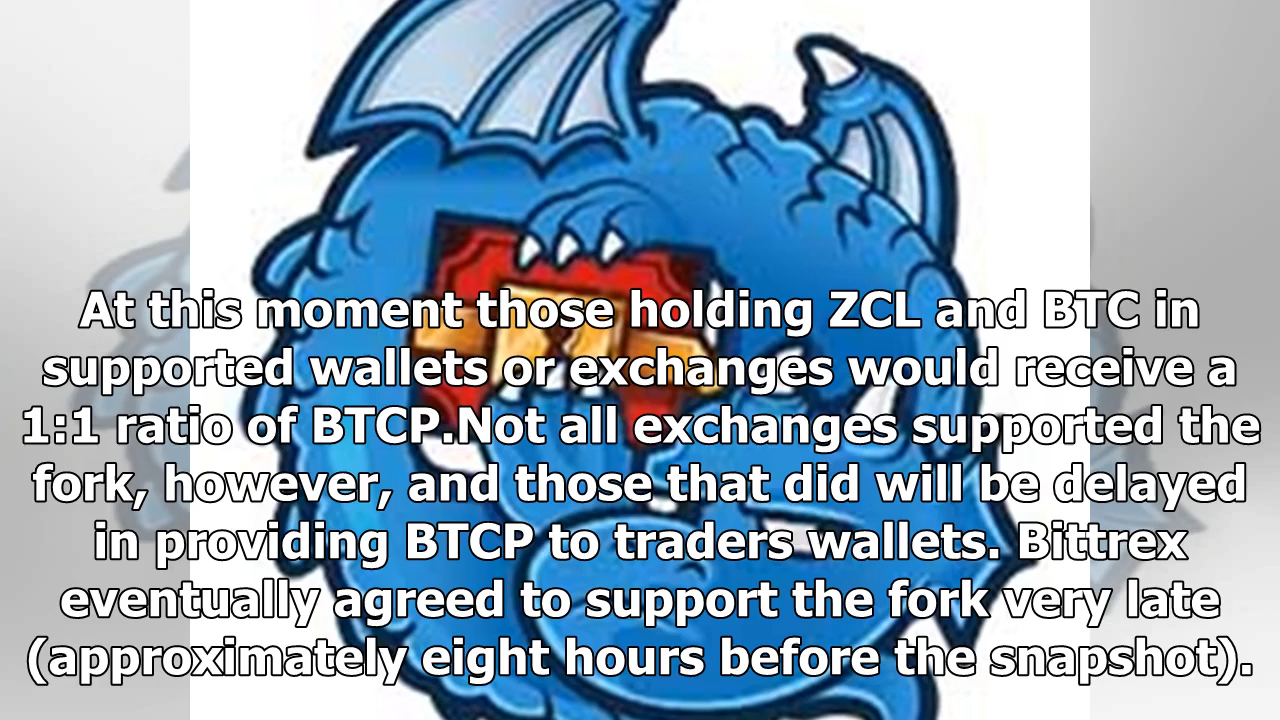 At this moment those holding ZCL and BTC in
supported wallets or exchanges would receive a
1:1 ratio of BTCP.Not all exchanges supported the
fork, however, and those that did will be delayed
in providing BTCP to traders wallets. Bittrex
eventually agreed to support the fork very late
(approximately eight hours before the snapshot).